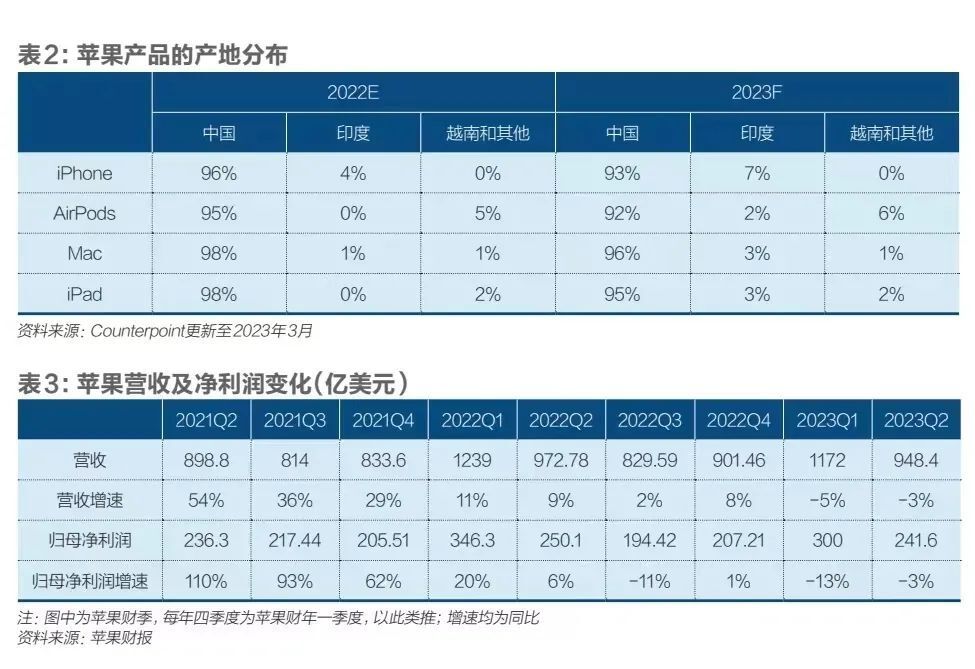 表2：苹果产品的产地分布
2022E 2023F
中国 印度 越南和其他 中国 印度 越南和其他
iPhone 96% 4% 0% 93% 7% 0%
AirPods 95% 0% 5% 92% 2% 6%
Mac 98% 1% 1% 96% 3% 1%
iPad 98% 0% 2% 95% 3% 2%
资料来源：Counterpoint更新至2023年3月
表3：苹果营收及净利润变化（亿美元）
2021Q2 2021Q3 2021Q4 2022Q1 2022Q2 2022Q3 2022Q4 2023Q1 2023Q2
营收 898.8 814 833.6 1239 972.78 829.59 901.46 1172 948.4
营收增速 54% 36% 29% 11% 9% 2% 8% -5% -3%
归母净利润 236.3 217.44 205.51 346.3 250.1 194.42 207.21 300 241.6
归母净利润增速 110% 93% 62% 20% 6% -11% 1% -13% -3%
注：图中为苹果财季，每年四季度为苹果财年一季度，以此类推；增速均为同比
资料来源：苹果财报